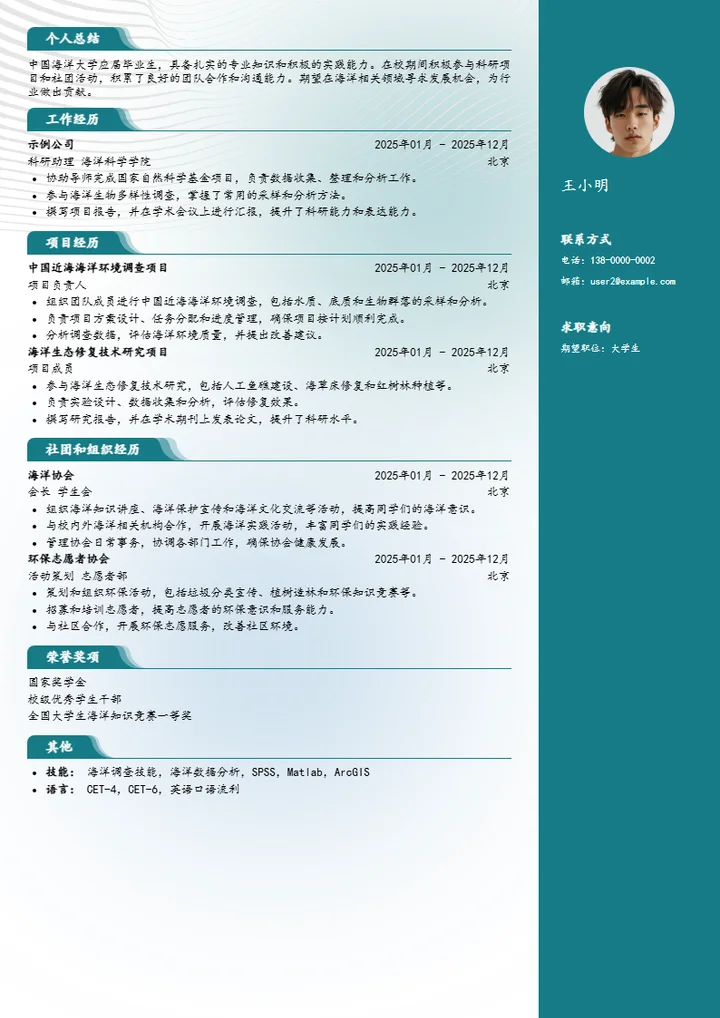 个人总结
中国海洋大学应届毕业生，具备扎实的专业知识和积极的实践能力。在校期间积极参与科研项
目和社团活动，积累了良好的团队合作和沟通能力。期望在海洋相关领域寻求发展机会，为行
业做出贡献。
工作经历
示例公司 2025年01月 - 2025年12月
科研助理 海洋科学学院 北京
• 协助导师完成国家自然科学基金项目，负责数据收集、整理和分析工作。
• 参与海洋生物多样性调查，掌握了常用的采样和分析方法。
• 撰写项目报告，并在学术会议上进行汇报，提升了科研能力和表达能力。
项目经历
中国近海海洋环境调查项目 2025年01月 - 2025年12月
项目负责人 北京
• 组织团队成员进行中国近海海洋环境调查，包括水质、底质和生物群落的采样和分析。
• 负责项目方案设计、任务分配和进度管理，确保项目按计划顺利完成。
• 分析调查数据，评估海洋环境质量，并提出改善建议。
海洋生态修复技术研究项目 2025年01月 - 2025年12月
项目成员 北京
• 参与海洋生态修复技术研究，包括人工鱼礁建设、海草床修复和红树林种植等。
• 负责实验设计、数据收集和分析，评估修复效果。
• 撰写研究报告，并在学术期刊上发表论文，提升了科研水平。
社团和组织经历
海洋协会 2025年01月 - 2025年12月
会长 学生会 北京
• 组织海洋知识讲座、海洋保护宣传和海洋文化交流等活动，提高同学们的海洋意识。
• 与校内外海洋相关机构合作，开展海洋实践活动，丰富同学们的实践经验。
• 管理协会日常事务，协调各部门工作，确保协会健康发展。
环保志愿者协会 2025年01月 - 2025年12月
活动策划 志愿者部 北京
• 策划和组织环保活动，包括垃圾分类宣传、植树造林和环保知识竞赛等。
• 招募和培训志愿者，提高志愿者的环保意识和服务能力。
• 与社区合作，开展环保志愿服务，改善社区环境。
荣誉奖项
国家奖学金
校级优秀学生干部
全国大学生海洋知识竞赛一等奖
其他
• 技能： 海洋调查技能，海洋数据分析，SPSS，Matlab，ArcGIS
• 语言： CET-4，CET-6，英语口语流利
王小明
联系方式
电话：138-0000-0002
邮箱：user2@example.com
求职意向
期望职位：大学生